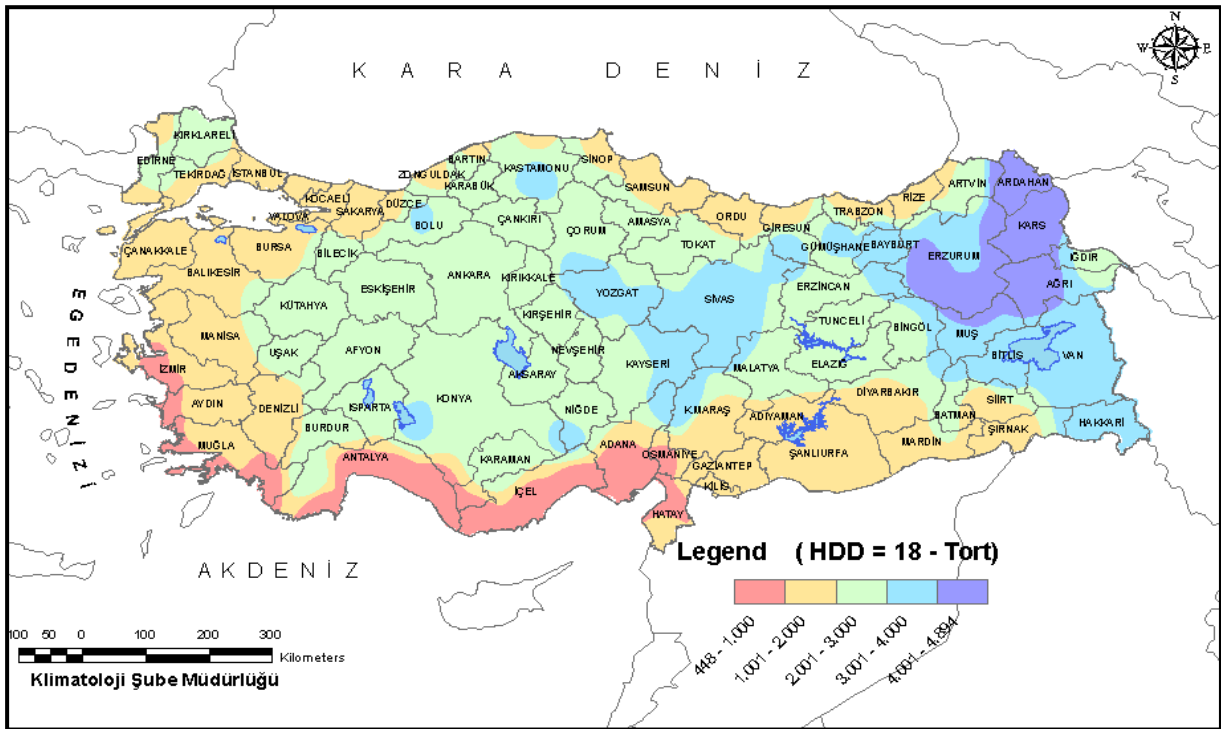 N
W E
S
K A R A D E N İ Z
KIRKLARELİ
EDİRNE
TEKİRDAĞ
İSTANBUL
KOCAELİ
YALOVA
SAKARYA
DÜZCE
ZONGULDAK
BARTIN
KARABÜK
KASTAMONU
SİNOP
SAMSUN
ORDU
GİRESUN
TRABZON
RİZE
ARTVİN
ARDAHAN
KARS
IĞDIR
AĞRI
ERZURUM
BAYBURT
GÜMÜŞHANE
BOLU
ÇANKIRI
ÇORUM
AMASYA
TOKAT
ÇANAKKALE
BALIKESİR
BURSA
BİLECİK
ESKİŞEHİR
ANKARA
KIRIKKALE
YOZGAT
SİVAS
ERZİNCAN
TUNCELİ
BİNGÖL
MUŞ
BİTLİS
VAN
KÜTAHYA
MANİSA
UŞAK
AFYON
KIRŞEHİR
NEVŞEHİR
KAYSERİ
MALATYA
ELAZIĞ
İZMİR
AYDIN
DENİZLİ
ISPARTA
KONYA
AKSARAY
NİĞDE
K.MARAŞ
ADIYAMAN
DİYARBAKIR
BATMAN
SİİRT
ŞIRNAK
HAKKARİ
MUĞLA
BURDUR
ANTALYA
KARAMAN
İÇEL
ADANA
OSMANİYE
GAZİANTEP
KİLİS
ŞANLIURFA
MARDİN
HATAY
E G E D E N İ Z İ
A K D E N İ Z
Legend ( HDD = 18 - Tort)
448 - 1.000
1.001 - 2.000
2.001 - 3.000
3.001 - 4.000
4.001 - 4.894
100 50 0 100 200 300
Kilometers
Klimatoloji Şube Müdürlüğü